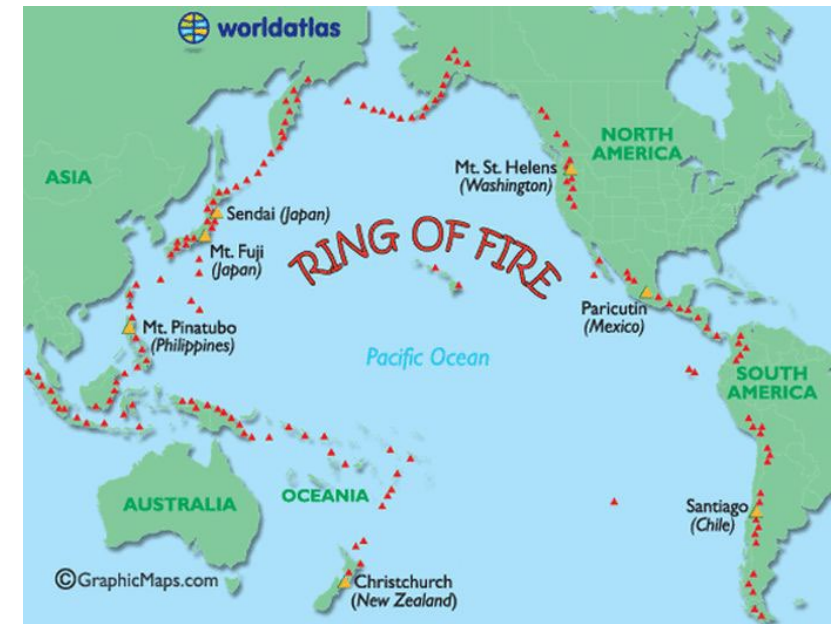 worldatlas
ASIA
NORTH
AMERICA
Mt. St. Helens
(Washington)
Sendai (Japan)
Mt. Fuji
(Japan)
RING OF FIRE
Paricutin
(Mexico)
Mt. Pinatubo
(Philippines)
Pacific Ocean
SOUTH
AMERICA
AUSTRALIA
OCEANIA
Santiago
(Chile)
©GraphicMaps.com
Christchurch
(New Zealand)